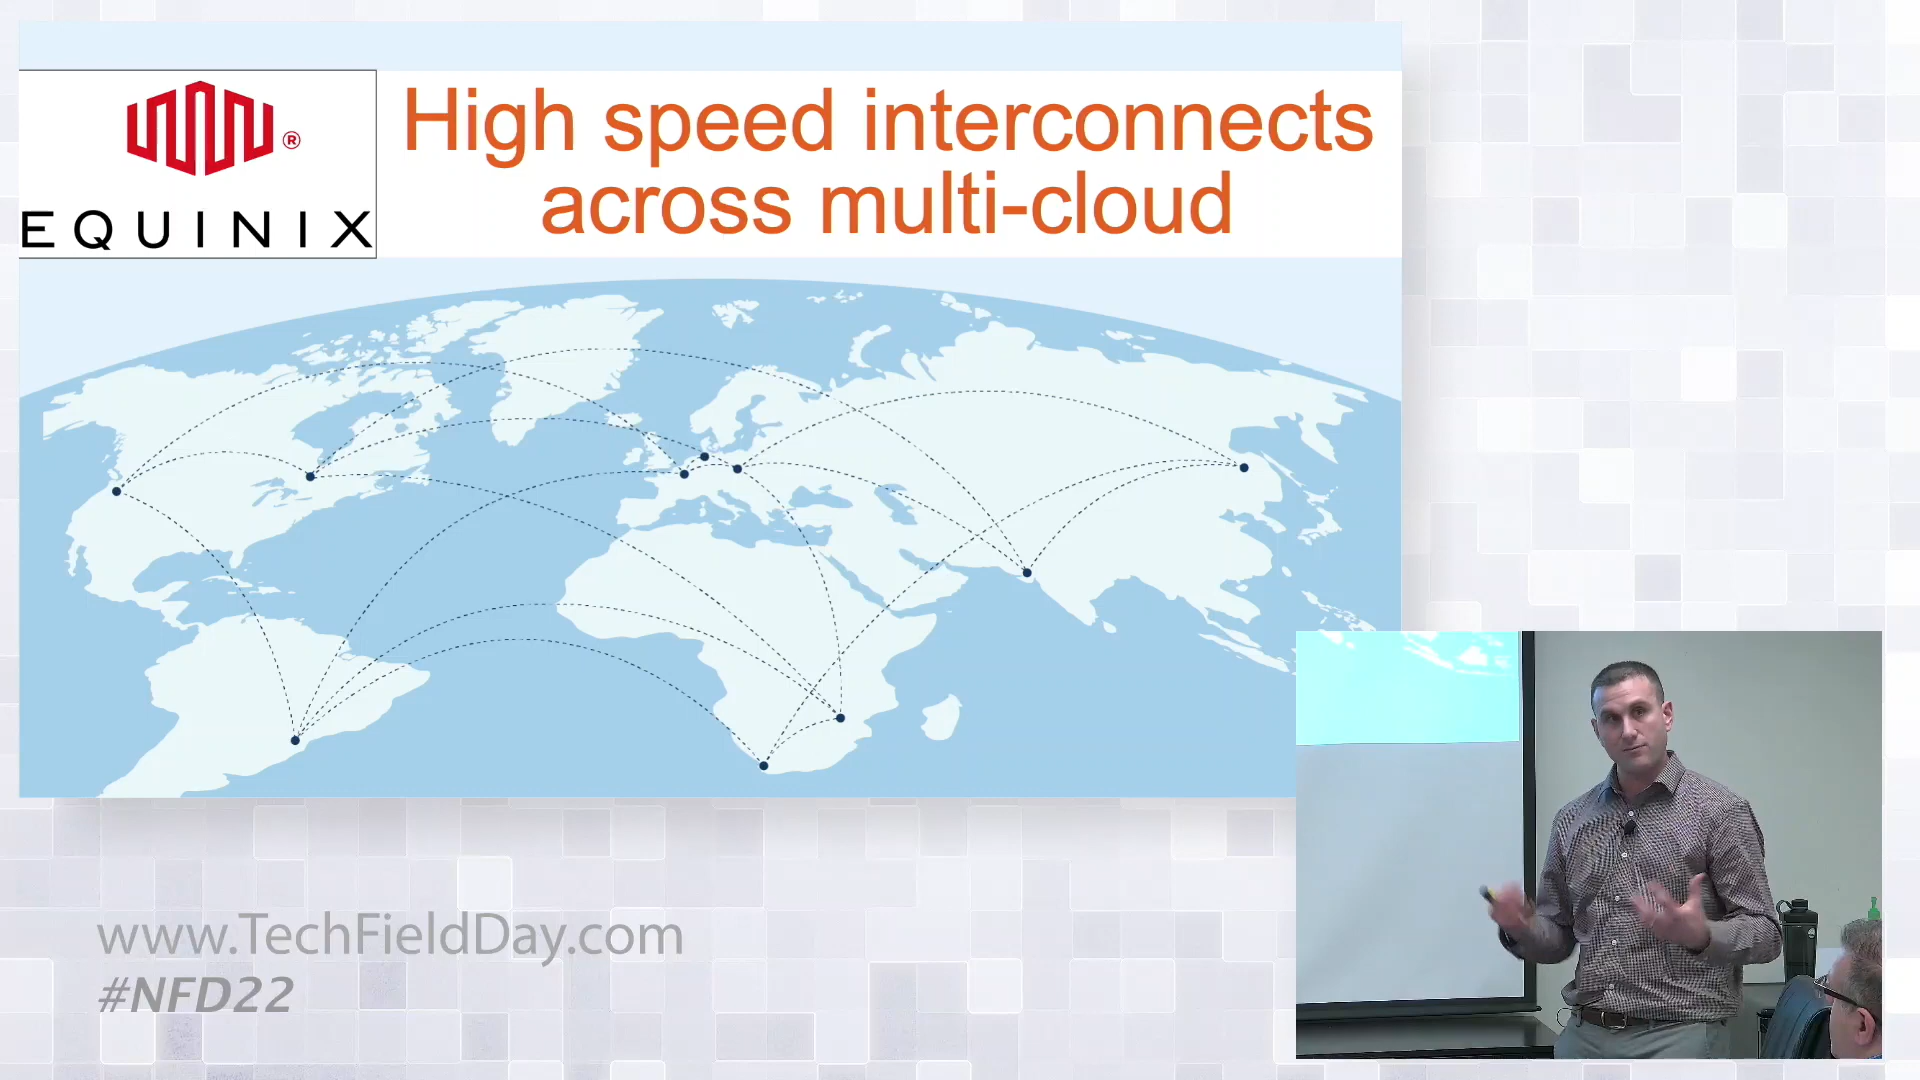 ®
EQUINIX
High speed interconnects
across multi-cloud
www.TechFieldDay.com
#NFD22